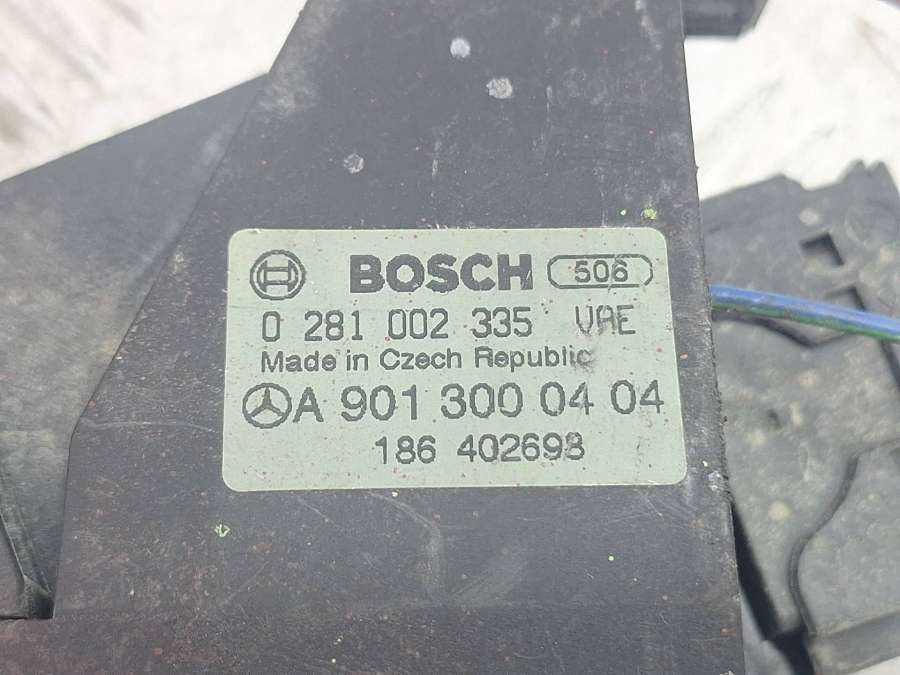 BOSCH 506
0 281 002 335 VAE
Made in Czech Republic
A 901 300 04 04
186 402698